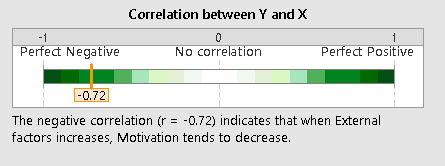 Correlation between Y and X
-1 0 1
Perfect Negative No correlation Perfect Positive
-0.72
The negative correlation (r = -0.72) indicates that when External
factors increases, Motivation tends to decrease.